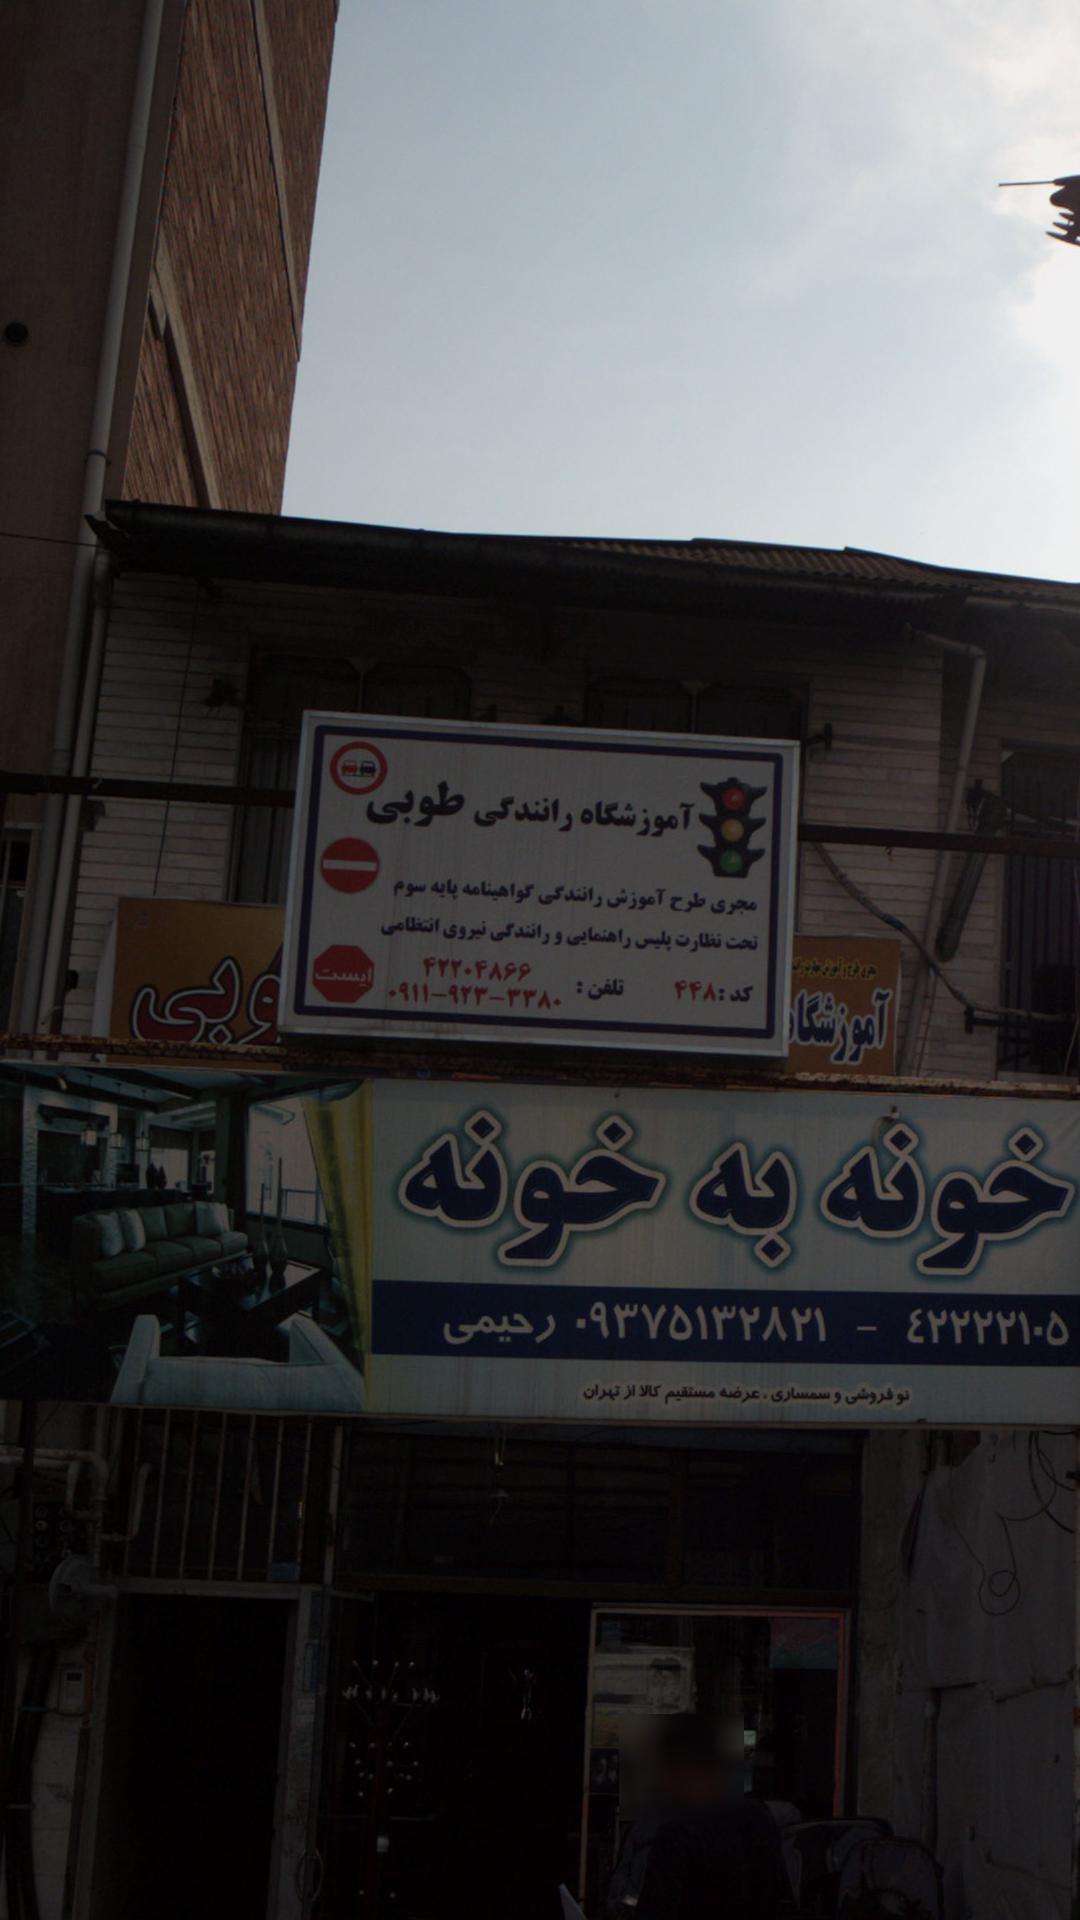 آموزشگاه رانندگی طوبی
مجری طرح آموزش رانندگی گواهینامه پایه سوم
تحت نظارت پلیس راهنمایی و رانندگی نیروی انتظامی
کد : ۴۴۸ تلفن : ۴۲۲۰۴۸۶۶
۰۹۱۱-۹۲۳-۳۳۸۰
ایست
آموزشگاه
وبی
خونه به خونه
۴۲۲۲۲۱۰۵ - ۰۹۳۷۵۱۳۲۸۲۱ رحیمی
نو فروشی و سمساری ، عرضه مستقیم کالا از تهران